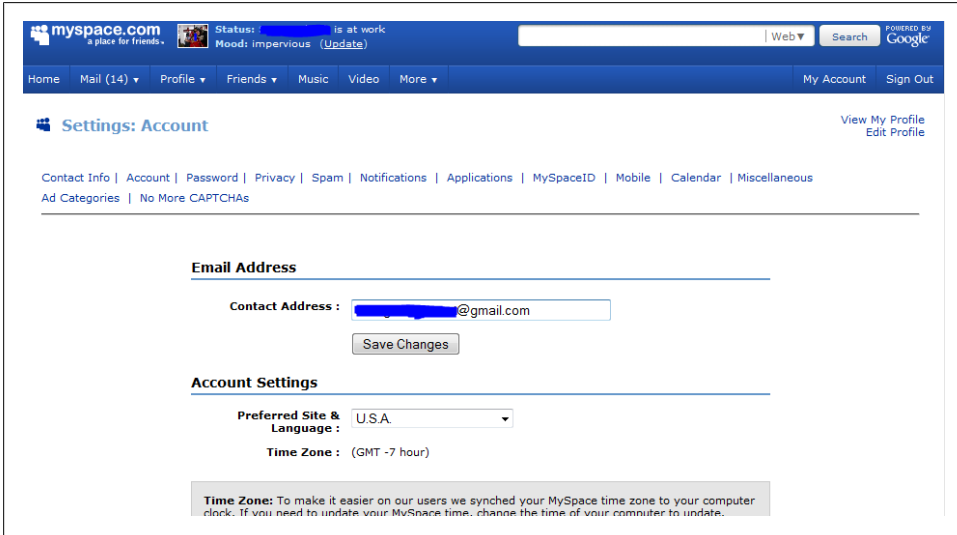 myspace.com
a place for friends.
Status: is at work
Mood: impervious (Update)
Web▼ Search POWERED BY Google
Home Mail (14) ▾ Profile ▾ Friends ▾ Music Video More ▾ My Account Sign Out
Settings: Account
View My Profile
Edit Profile
Contact Info | Account | Password | Privacy | Spam | Notifications | Applications | MySpaceID | Mobile | Calendar | Miscellaneous
Ad Categories | No More CAPTCHAs
Email Address
Contact Address : @gmail.com
Save Changes
Account Settings
Preferred Site &
Language : U.S.A.
Time Zone : (GMT -7 hour)
Time Zone: To make it easier on our users we synched your MySpace time zone to your computer
clock. If you need to update your MySpace time, change the time of your computer to update.